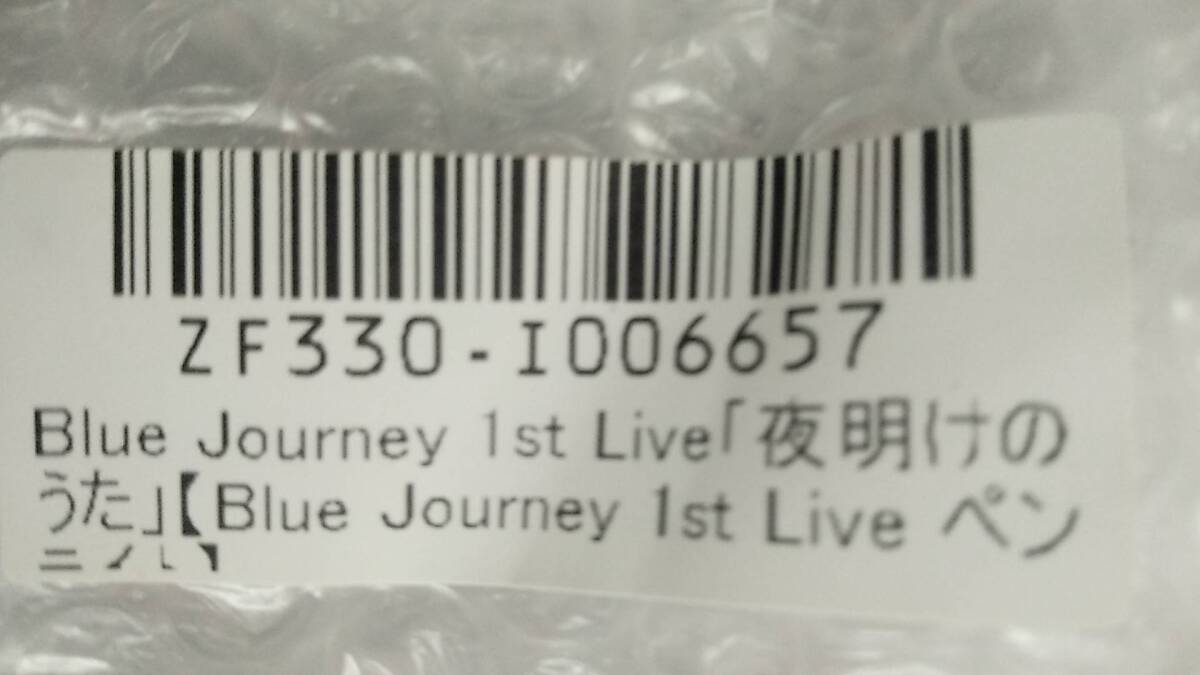 ZF330-I006657
Blue Journey 1st Live「夜明けの
うた」【Blue Journey 1st Live ペン